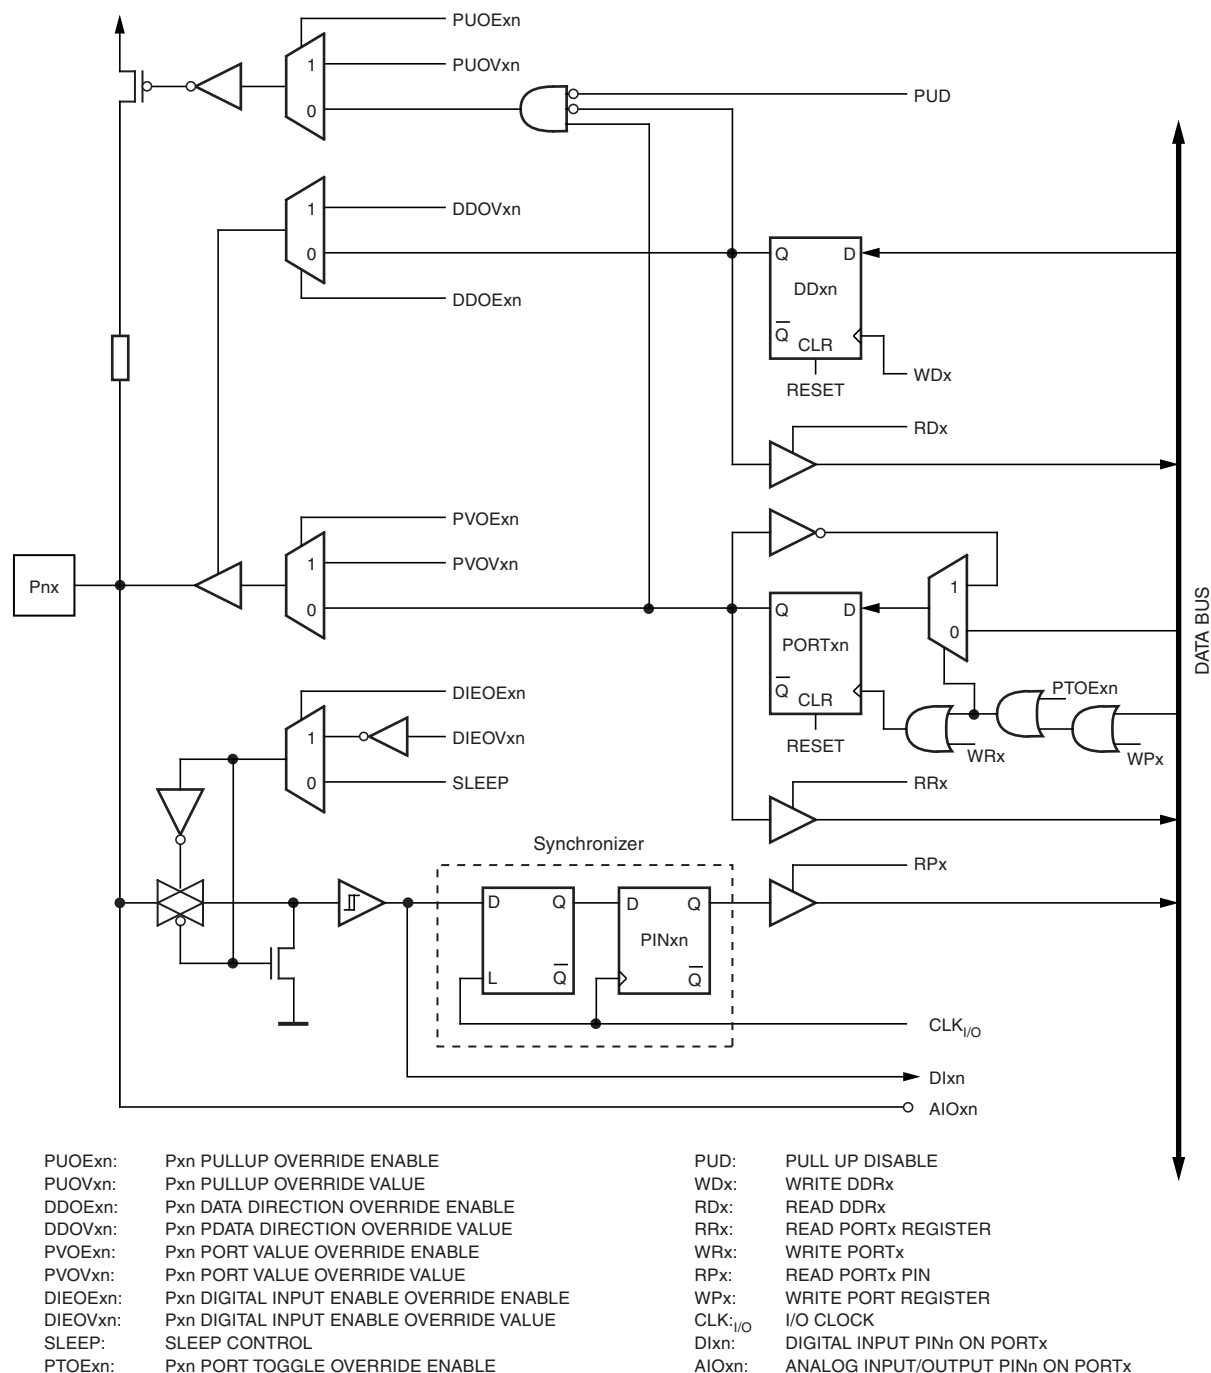 PUOExn
PUOVxn
1
0
PUD
DDOVxn
1
0
DDOExn
Q D
DDxn
Q
CLR
RESET
WDx
RDx
PVOExn
PVOVxn
1
0
Pnx
1
0
Q D
PORTxn
Q
CLR
RESET
PTOExn
WRx
WPx
DATA BUS
DIEOExn
DIEOVxn
SLEEP
1
0
RRx
Synchronizer
RPx
D Q
L Q
D Q
PINxn
Q
CLK I/O
DIxn
AIOxn
PUOExn: Pxn PULLUP OVERRIDE ENABLE
PUOVxn: Pxn PULLUP OVERRIDE VALUE
DDOExn: Pxn DATA DIRECTION OVERRIDE ENABLE
DDOVxn: Pxn PDATA DIRECTION OVERRIDE VALUE
PVOExn: Pxn PORT VALUE OVERRIDE ENABLE
PVOVxn: Pxn PORT VALUE OVERRIDE VALUE
DIEOExn: Pxn DIGITAL INPUT ENABLE OVERRIDE ENABLE
DIEOVxn: Pxn DIGITAL INPUT ENABLE OVERRIDE VALUE
SLEEP: SLEEP CONTROL
PTOExn: Pxn PORT TOGGLE OVERRIDE ENABLE
PUD: PULL UP DISABLE
WDx: WRITE DDRx
RDx: READ DDRx
RRx: READ PORTx REGISTER
WRx: WRITE PORTx
RPx: READ PORTx PIN
WPx: WRITE PORT REGISTER
CLK: I/O I/O CLOCK
DIxn: DIGITAL INPUT PINn ON PORTx
AIOxn: ANALOG INPUT/OUTPUT PINn ON PORTx